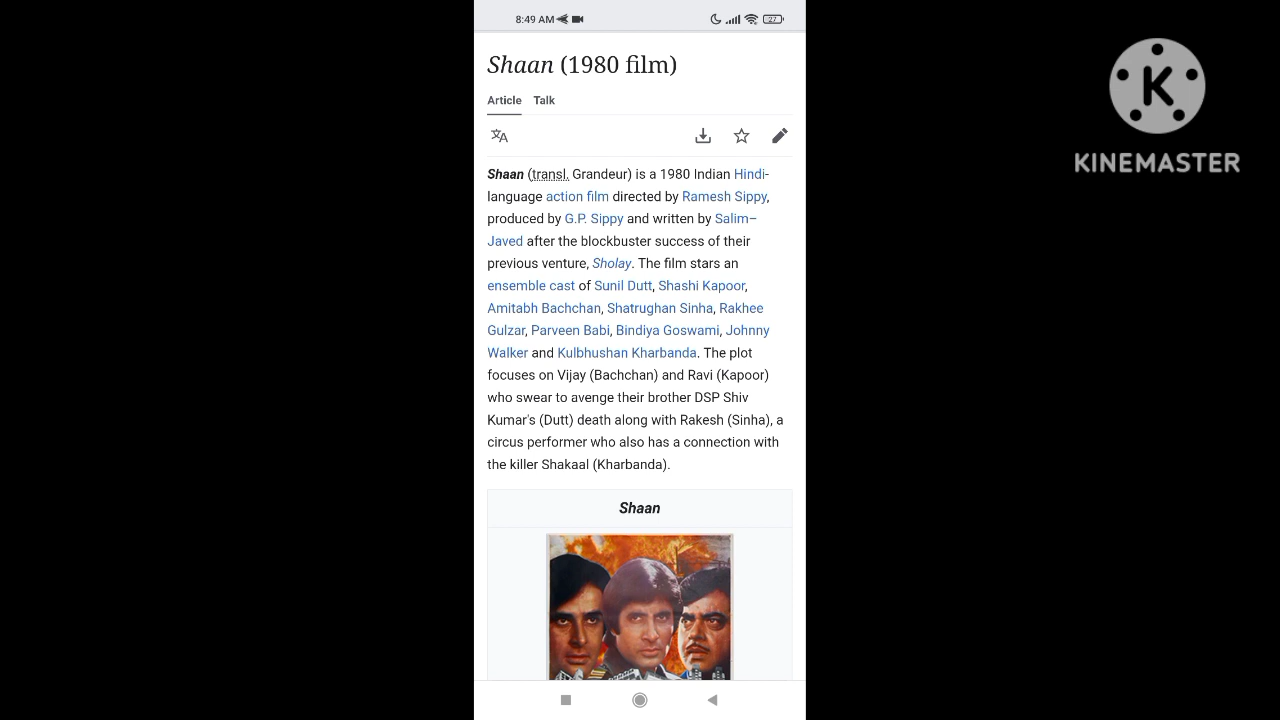 8:49 AM
27
Shaan (1980 film)
Article Talk
Shaan (transl. Grandeur) is a 1980 Indian Hindi-
language action film directed by Ramesh Sippy,
produced by G.P. Sippy and written by Salim–
Javed after the blockbuster success of their
previous venture, Sholay. The film stars an
ensemble cast of Sunil Dutt, Shashi Kapoor,
Amitabh Bachchan, Shatrughan Sinha, Rakhee
Gulzar, Parveen Babi, Bindiya Goswami, Johnny
Walker and Kulbhushan Kharbanda. The plot
focuses on Vijay (Bachchan) and Ravi (Kapoor)
who swear to avenge their brother DSP Shiv
Kumar's (Dutt) death along with Rakesh (Sinha), a
circus performer who also has a connection with
the killer Shakaal (Kharbanda).
Shaan
K
KINEMASTER